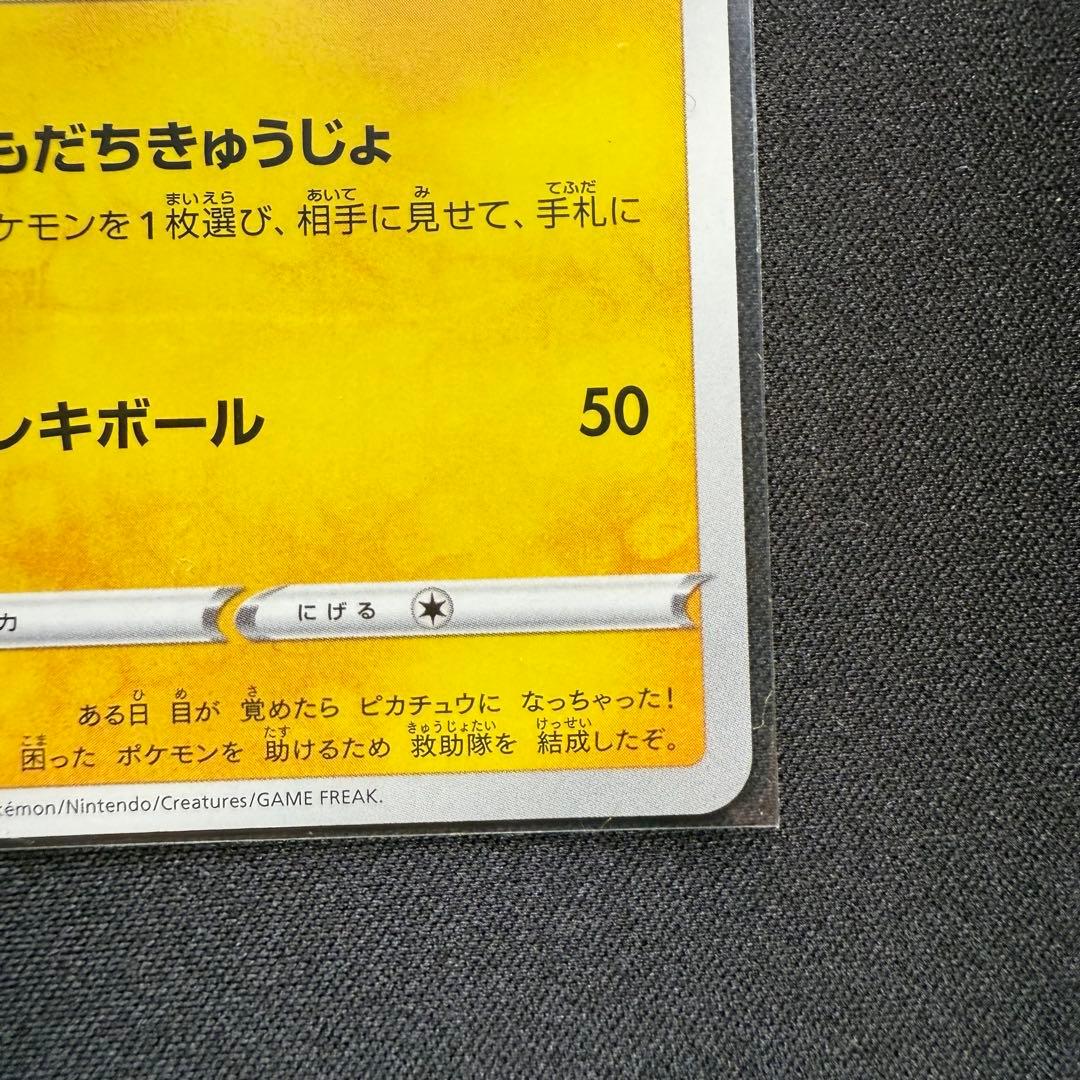 もだちきゅうじょ
ケモンを1枚選び、相手に見せて、手札に
レキボール 50
カ
にげる
ある日 目が 覚めたら ピカチュウに なっちゃった!
困った ポケモンを 助けるため 救助隊を 結成したぞ。
kémon/Nintendo/Creatures/GAME FREAK.